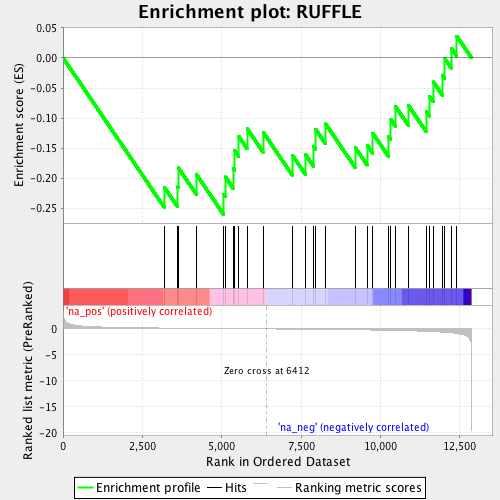 Enrichment plot: RUFFLE
Enrichment score (ES)
0.05
0.00
-0.05
-0.10
-0.15
-0.20
-0.25
Ranked list metric (PreRanked)
'na_pos' (positively correlated)
0
-5
-10
-15
-20
Zero cross at 6412
'na_neg' (negatively correlated)
0
2,500
5,000
7,500
10,000
12,500
Rank in Ordered Dataset
Enrichment profile
Hits
Ranking metric scores